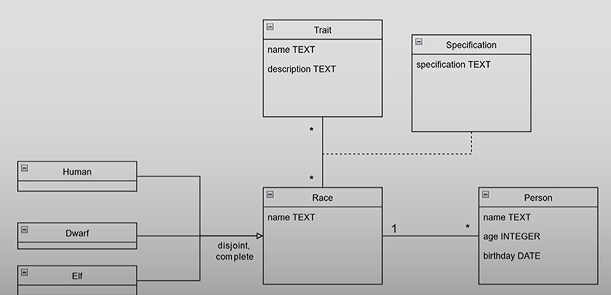 Trait
name TEXT
description TEXT
Specification
specification TEXT
*
*
Human
Dwarf
Elf
disjoint,
complete
Race
name TEXT
1
*
Person
name TEXT
age INTEGER
birthday DATE